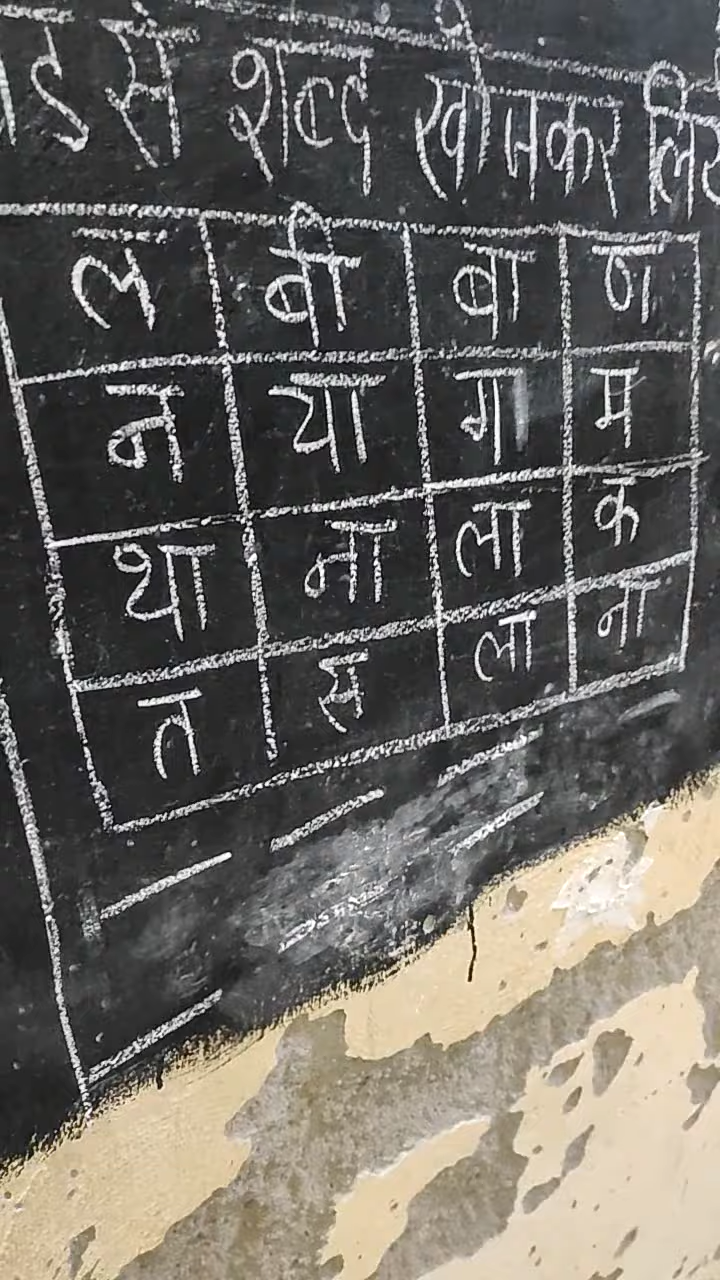 से शब्द खोजकर
ल बी बा ण
न या गा म
था ना ला क
त स ला ना